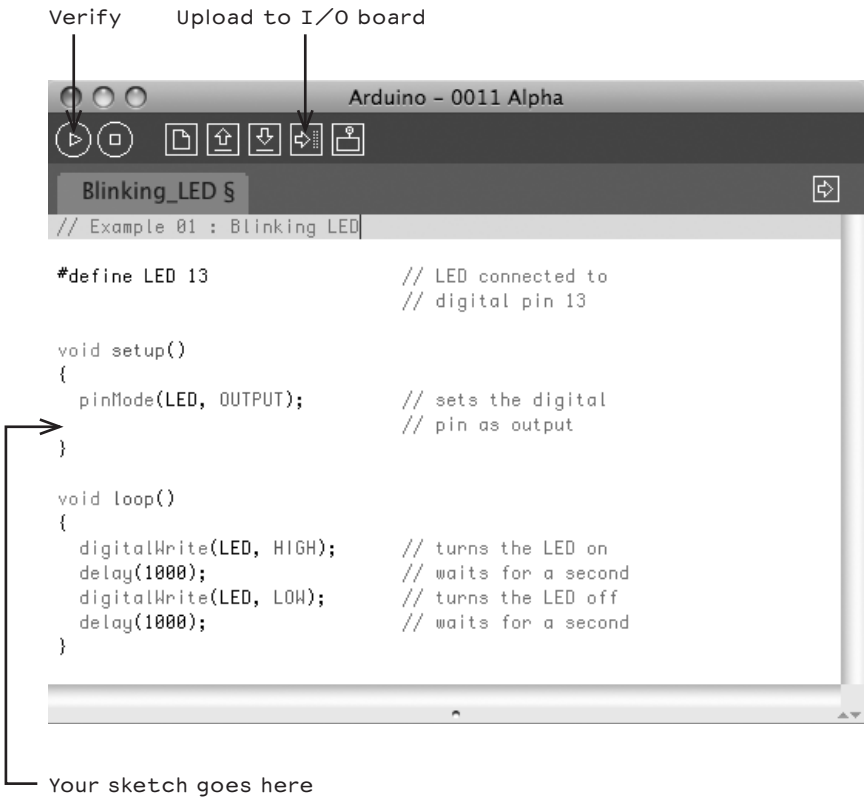 Verify Upload to I/O board
Arduino – 0011 Alpha
Blinking_LED §
// Example 01 : Blinking LED
#define LED 13 // LED connected to
// digital pin 13
void setup()
{
pinMode(LED, OUTPUT); // sets the digital
// pin as output
}
void loop()
{
digitalWrite(LED, HIGH); // turns the LED on
delay(1000); // waits for a second
digitalWrite(LED, LOW); // turns the LED off
delay(1000); // waits for a second
}
Your sketch goes here